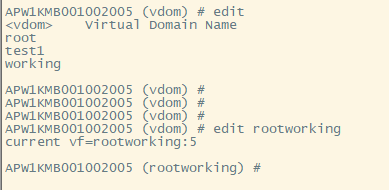 APW1KMB001002005 (vdom) # edit
<vdom>    Virtual Domain Name
root
test1
working
APW1KMB001002005 (vdom) #
APW1KMB001002005 (vdom) #
APW1KMB001002005 (vdom) #
APW1KMB001002005 (vdom) # edit rootworking
current vf=rootworking:5
APW1KMB001002005 (rootworking) #